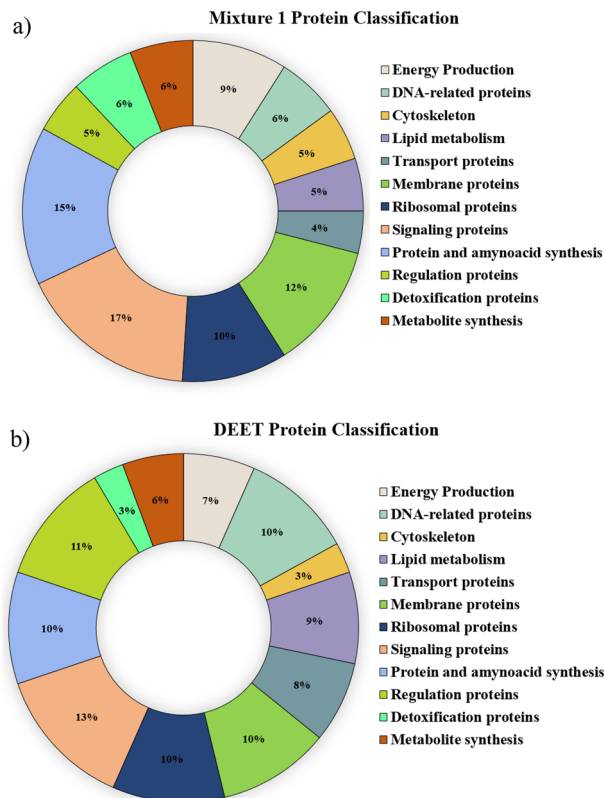 Mixture 1 Protein Classification
a)
9%
6%
5%
5%
4%
12%
10%
17%
15%
5%
6%
6%
Energy Production
DNA-related proteins
Cytoskeleton
Lipid metabolism
Transport proteins
Membrane proteins
Ribosomal proteins
Signaling proteins
Protein and amynoacid synthesis
Regulation proteins
Detoxification proteins
Metabolite synthesis
DEET Protein Classification
b)
7%
10%
3%
9%
8%
10%
10%
13%
10%
11%
3%
6%
Energy Production
DNA-related proteins
Cytoskeleton
Lipid metabolism
Transport proteins
Membrane proteins
Ribosomal proteins
Signaling proteins
Protein and amynoacid synthesis
Regulation proteins
Detoxification proteins
Metabolite synthesis